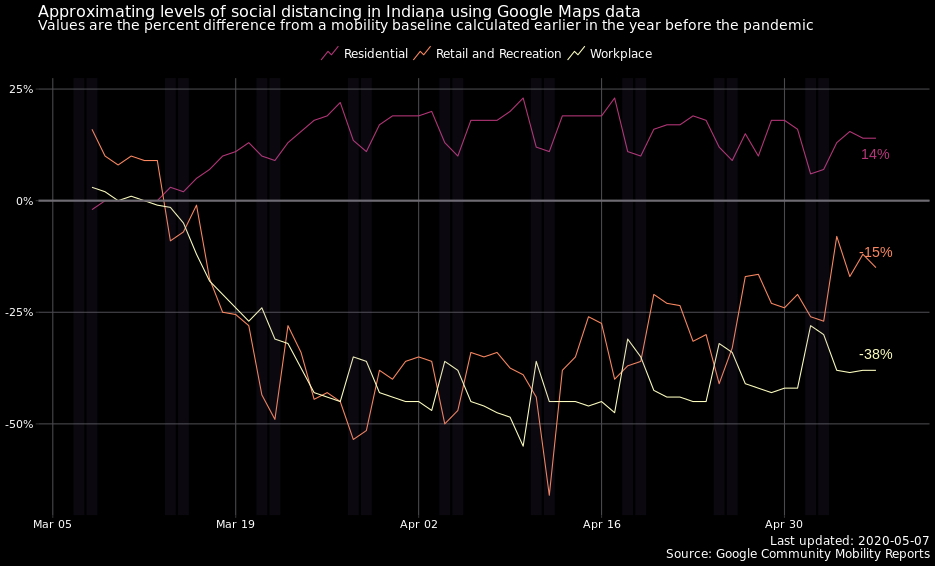 Approximating levels of social distancing in Indiana using Google Maps data
Values are the percent difference from a mobility baseline calculated earlier in the year before the pandemic
Residential Retail and Recreation Workplace
25%
0%
-25%
-50%
14%
-15%
-38%
Mar 05 Mar 19 Apr 02 Apr 16 Apr 30
Last updated: 2020-05-07
Source: Google Community Mobility Reports